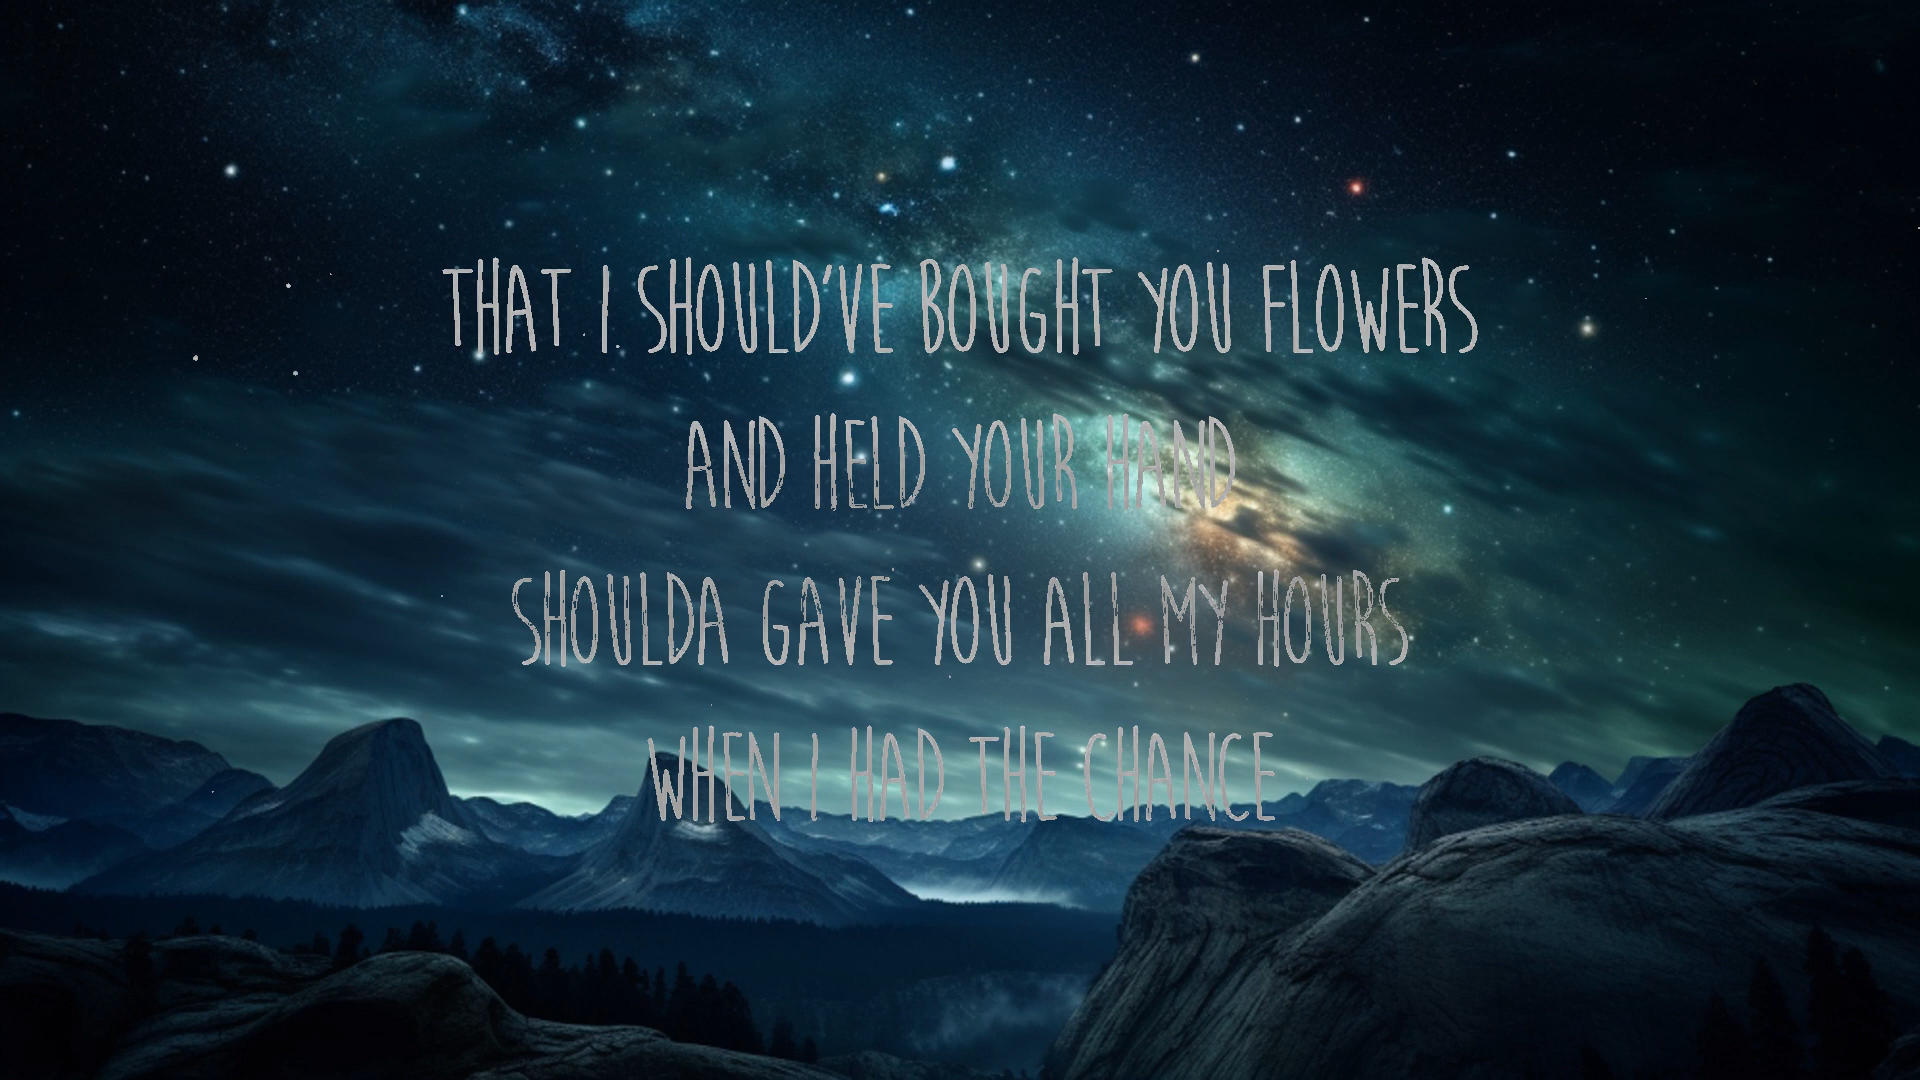 THAT I SHOULD'VE BOUGHT YOU FLOWERS
AND HELD YOUR HAND
SHOULDA GAVE YOU ALL MY HOURS
WHEN I HAD THE CHANCE